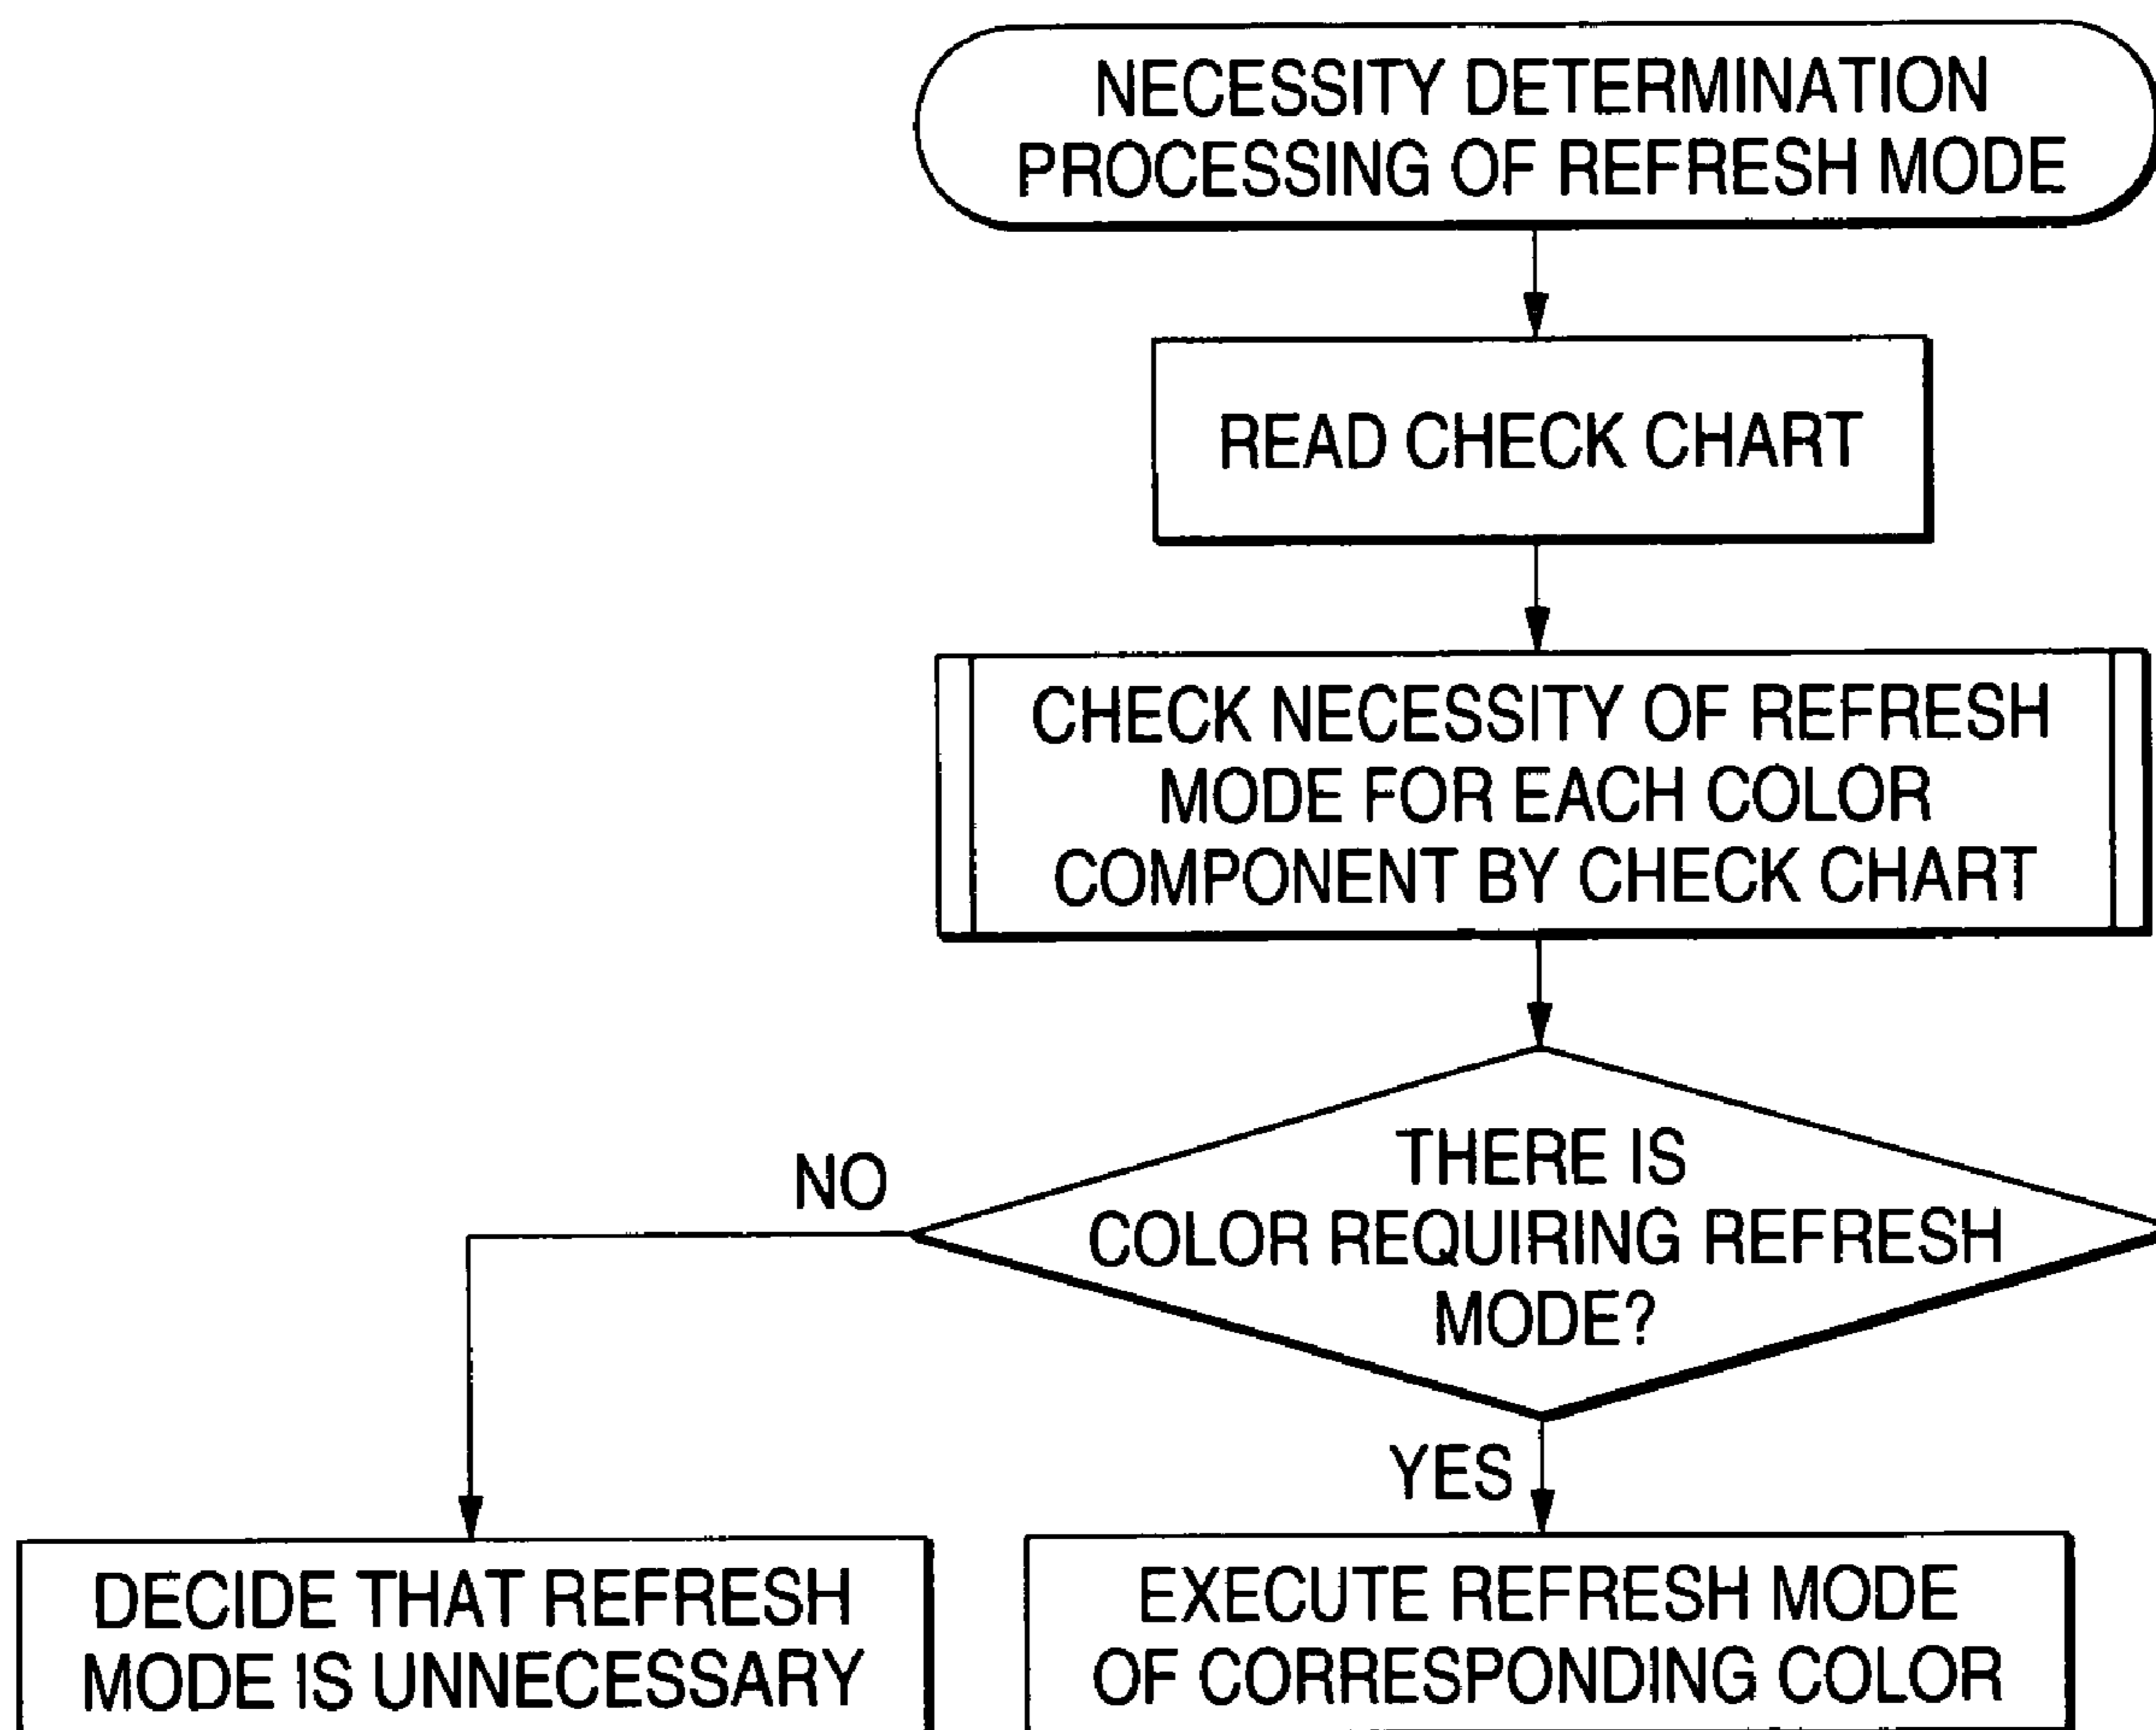 NECESSITY DETERMINATION
PROCESSING OF REFRESH MODE
READ CHECK CHART
CHECK NECESSITY OF REFRESH
MODE FOR EACH COLOR
COMPONENT BY CHECK CHART
THERE IS
COLOR REQUIRING REFRESH
MODE?
NO
YES
DECIDE THAT REFRESH
MODE IS UNNECESSARY
EXECUTE REFRESH MODE
OF CORRESPONDING COLOR